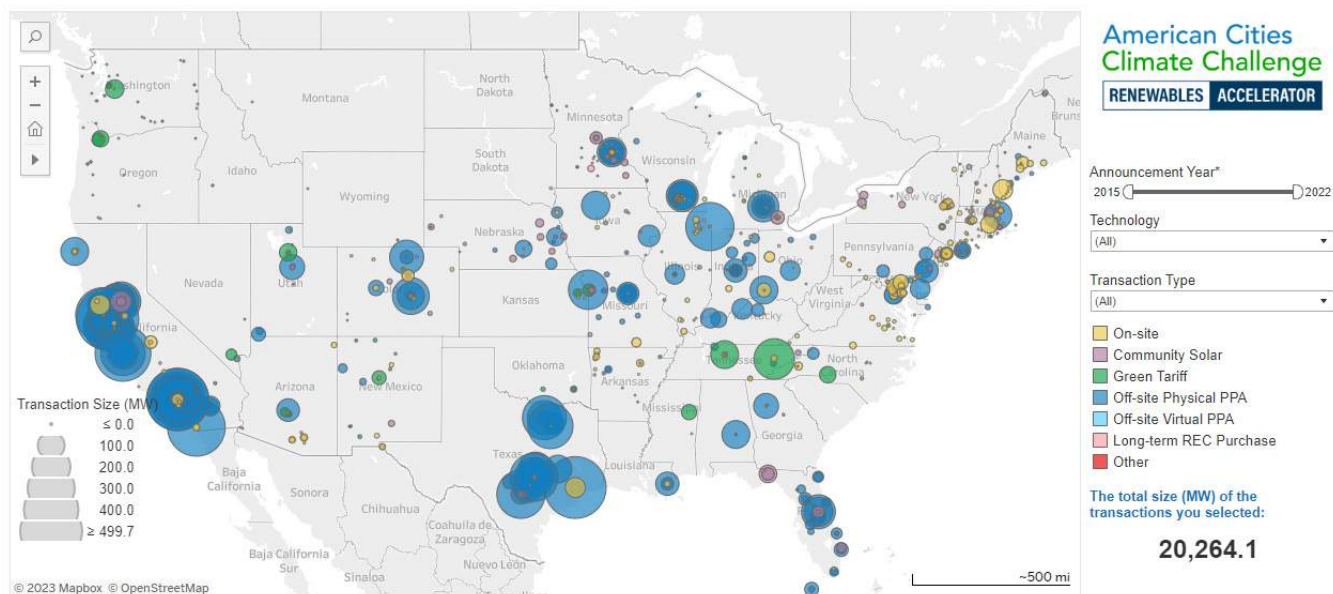 Washington
Montana
North
Dakota
Minnesota
Maine
Oregon
Idaho
South
Dakota
Wisconsin
Michigan
New York
Wyoming
Iowa
Nebraska
Nevada
Utah
Pennsylvania
Illinois
Indiana
Ohio
Kansas
Missouri
West
Virginia
California
Kentucky
Arizona
New Mexico
Oklahoma
Arkansas
Tennessee
North
Carolina
Mississippi
Georgia
Texas
Louisiana
Baja
California
Sonora
Chihuahua
Coahuila de
Zaragoza
Baja California
Sur
Sinaloa
Nuevo León
Transaction Size (MW)
≤ 0.0
100.0
200.0
300.0
400.0
≥ 499.7
© 2023 Mapbox © OpenStreetMap
~500 mi
American Cities
Climate Challenge
RENEWABLES ACCELERATOR
Announcement Year*
2015 2022
Technology
(All)
Transaction Type
(All)
On-site
Community Solar
Green Tariff
Off-site Physical PPA
Off-site Virtual PPA
Long-term REC Purchase
Other
The total size (MW) of the
transactions you selected:
20,264.1